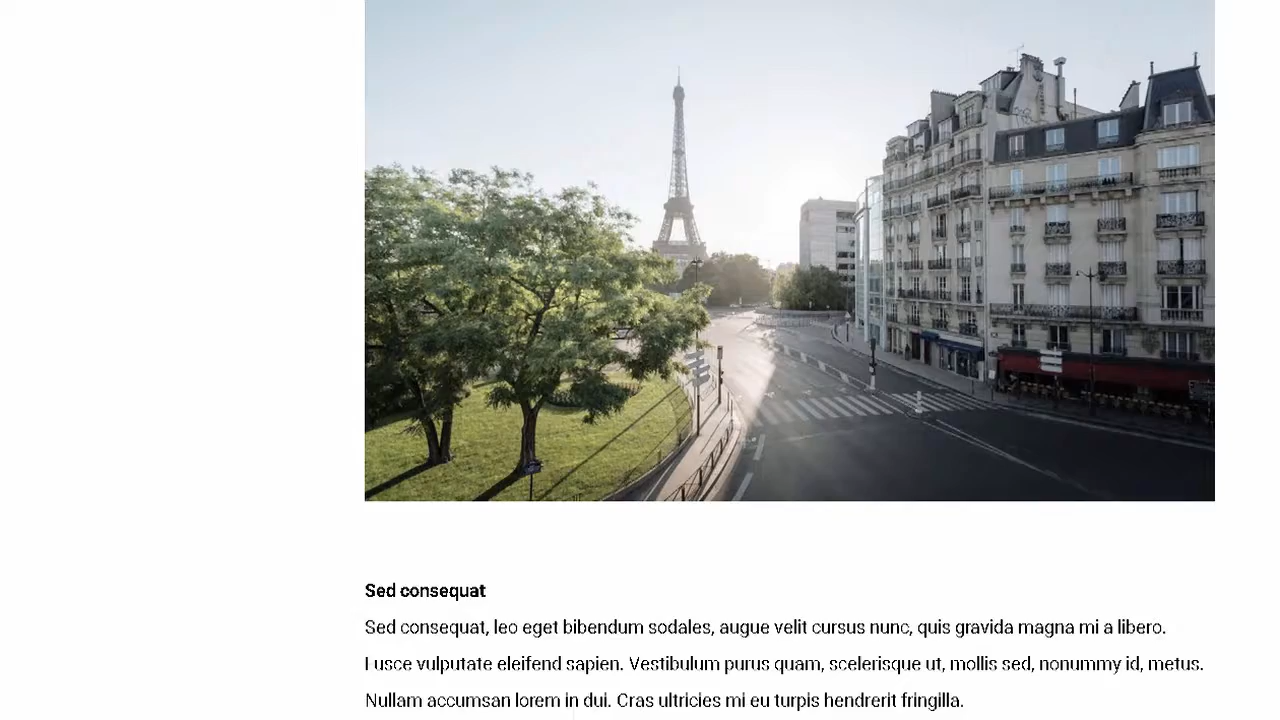 Sed consequat
Sed consequat, leo eget bibendum sodales, augue velit cursus nunc, quis gravida magna mi a libero.
Fusce vulputate eleifend sapien. Vestibulum purus quam, scelerisque ut, mollis sed, nonummy id, metus.
Nullam accumsan lorem in dui. Cras ultricies mi eu turpis hendrerit fringilla.